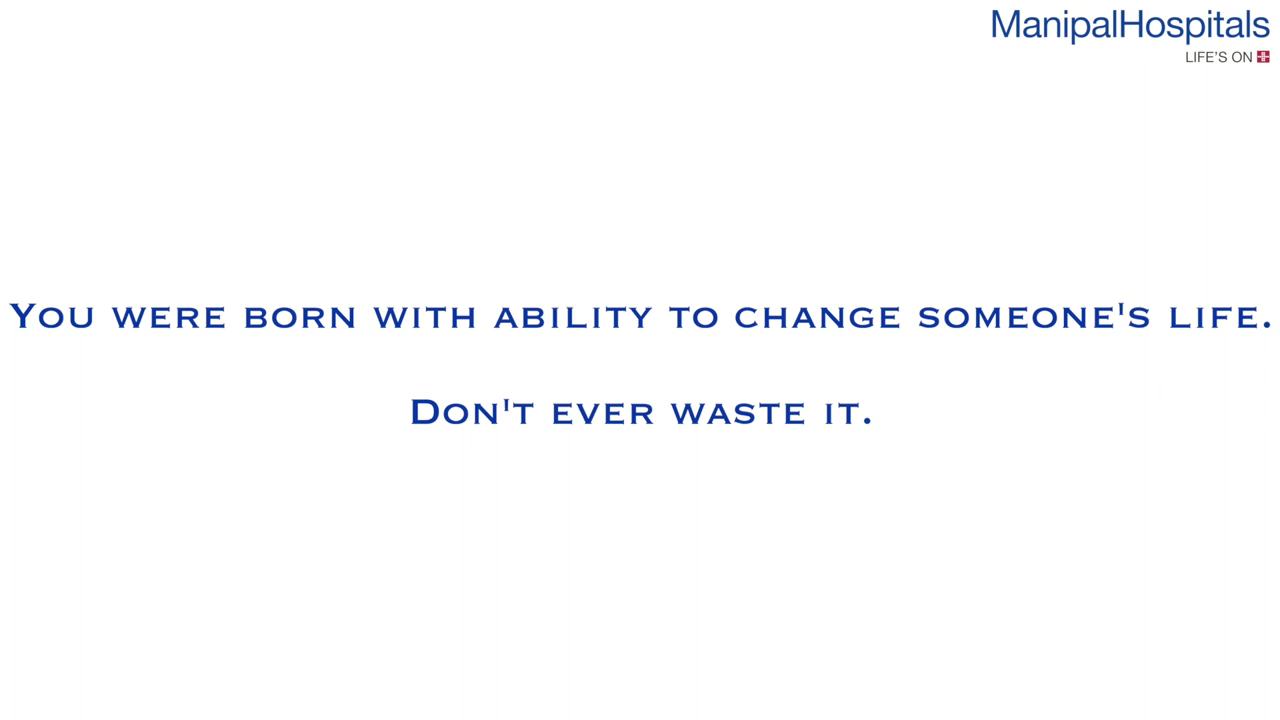 ManipalHospitals
LIFE'S ON
You were born with ability to change someone's life.
Don't ever waste it.